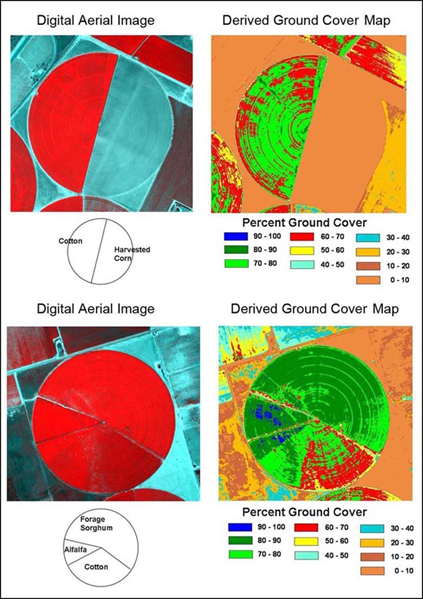 Digital Aerial Image
Derived Ground Cover Map
Cotton
Harvested
Corn
Percent Ground Cover
90 - 100
60 - 70
30 - 40
80 - 90
50 - 60
20 - 30
70 - 80
40 - 50
10 - 20
0 - 10
Digital Aerial Image
Derived Ground Cover Map
Forage
Sorghum
Alfalfa
Cotton
Percent Ground Cover
90 - 100
60 - 70
30 - 40
80 - 90
50 - 60
20 - 30
70 - 80
40 - 50
10 - 20
0 - 10